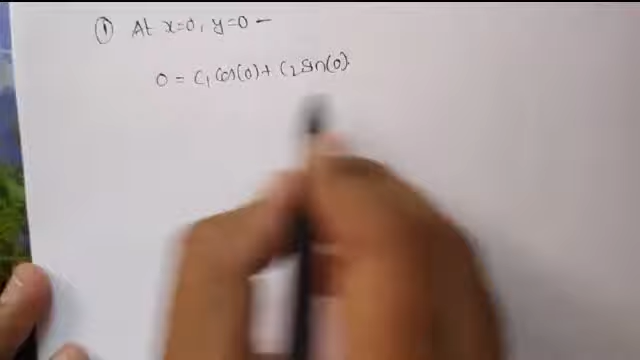 ① At x=0, y=0 –
0 = C₁ Cos(0) + C₂ Sin(0)